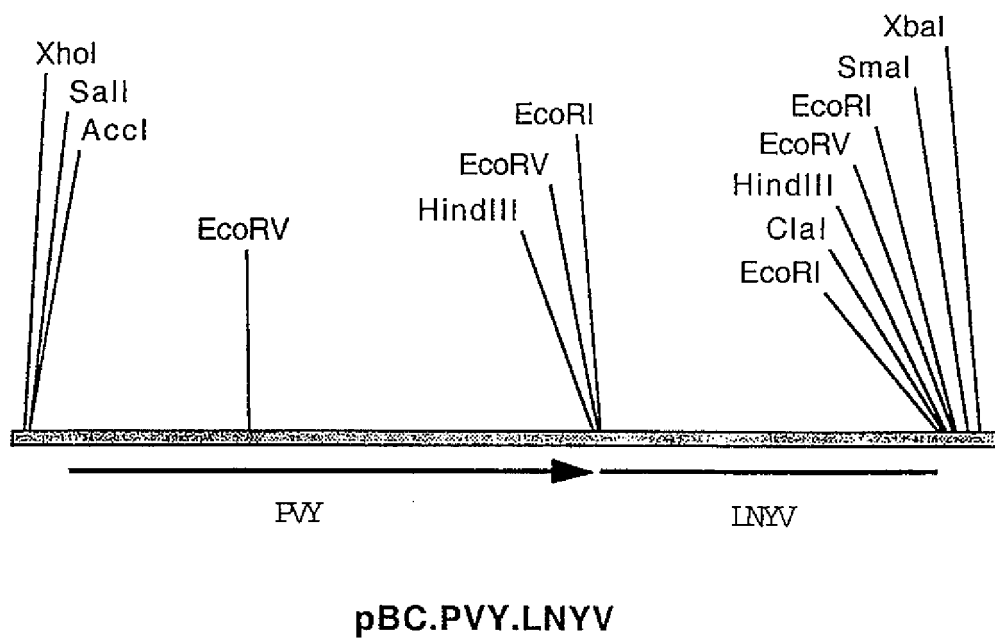 XhoI
SalI
AccI
EcoRV
HindIII
EcoRV
EcoRI
EcoRI
ClaI
HindIII
EcoRV
EcoRI
SmaI
XbaI
PVY
LNYV
pBC.PVY.LNYV